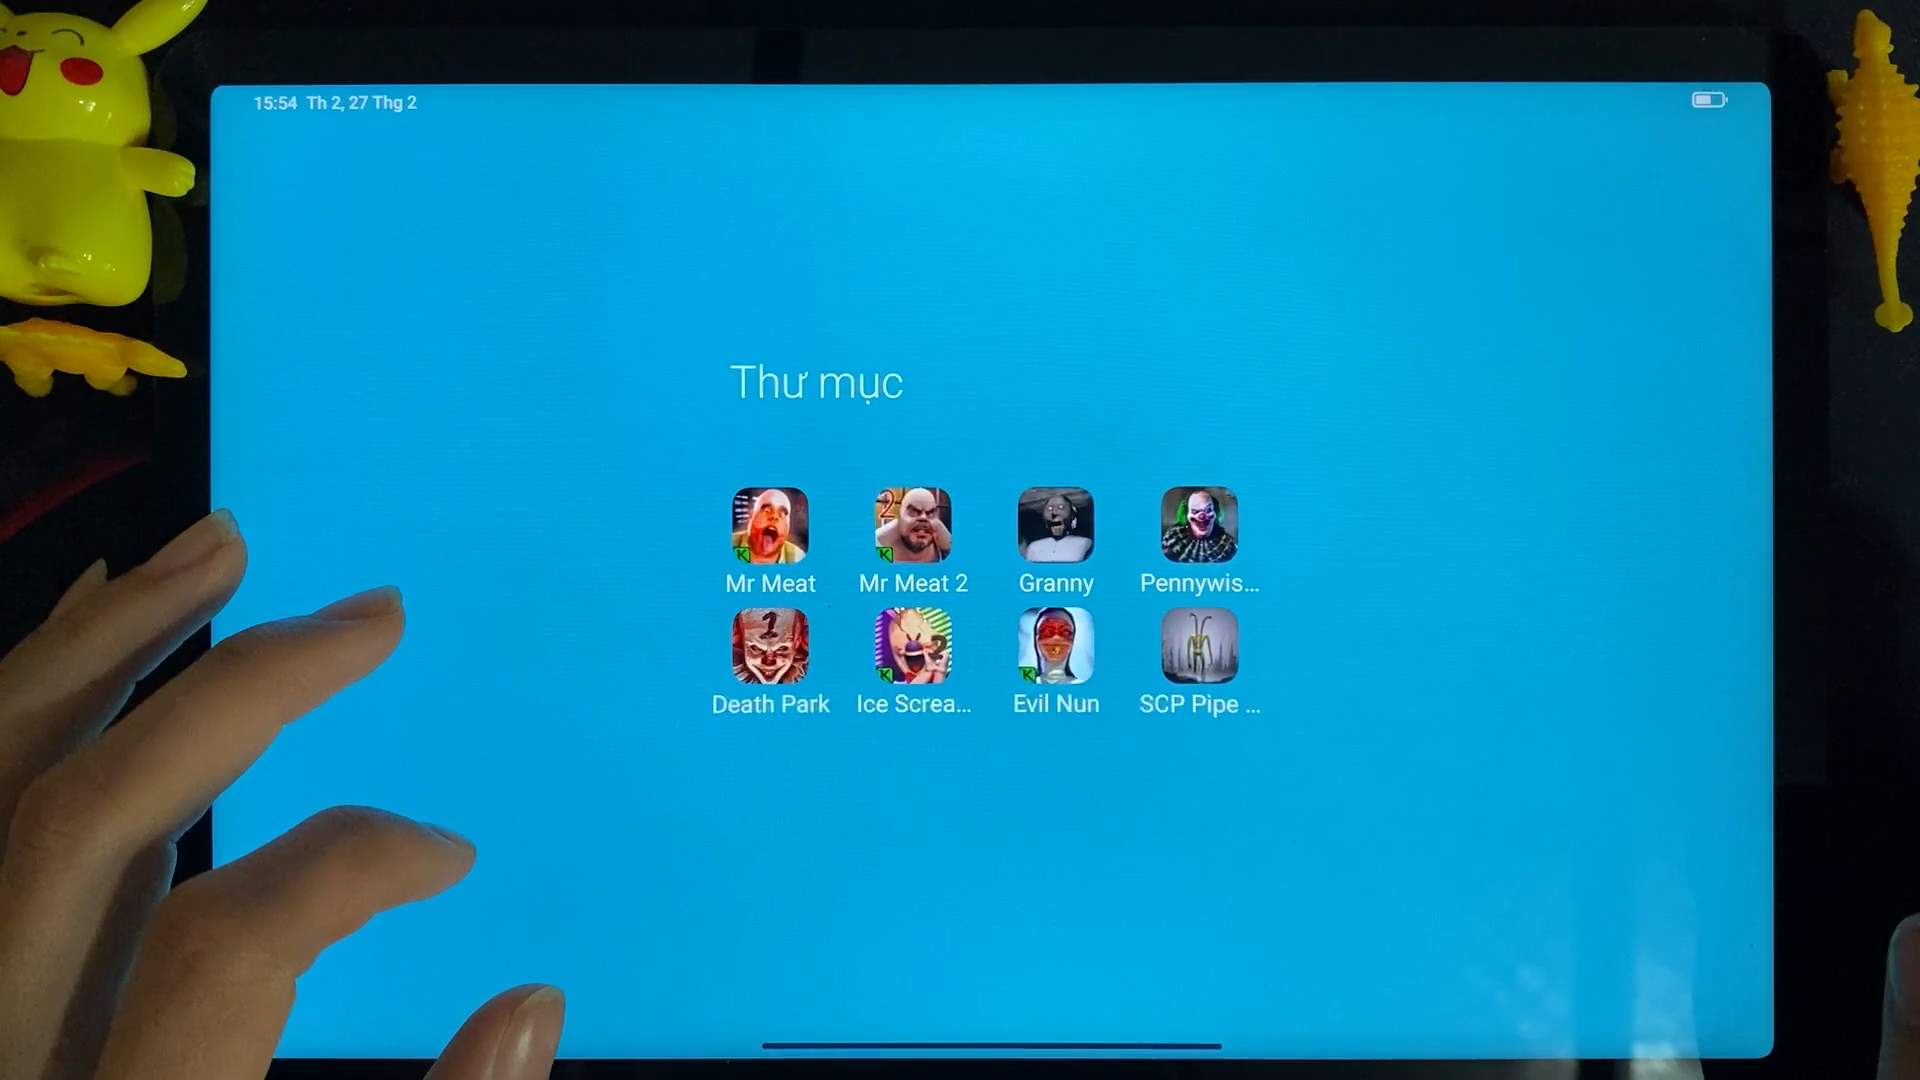 15:54 Th 2, 27 Thg 2
Thư mục
Mr Meat
Mr Meat 2
Granny
Pennywis...
Death Park
Ice Screa...
Evil Nun
SCP Pipe ...